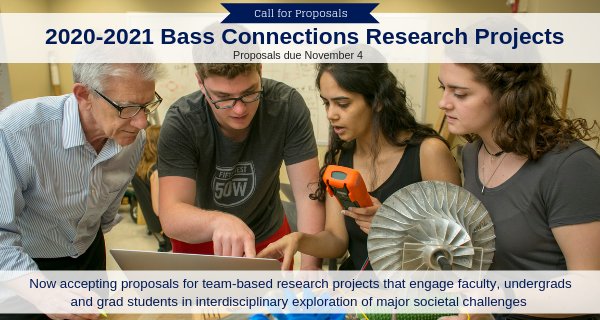 Call for Proposals
2020-2021 Bass Connections Research Projects
Proposals due November 4
50W
Now accepting proposals for team-based research projects that engage faculty, undergrads
and grad students in interdisciplinary exploration of major societal challenges